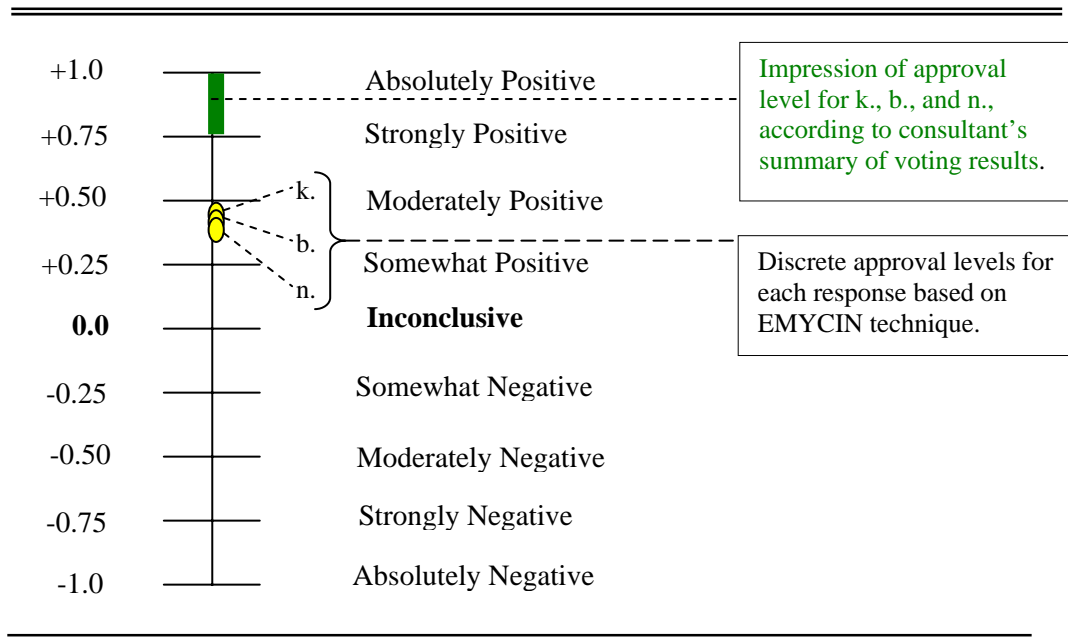 +1.0
Absolutely Positive
+0.75
Strongly Positive
+0.50
Moderately Positive
+0.25
Somewhat Positive
0.0
Inconclusive
-0.25
Somewhat Negative
-0.50
Moderately Negative
-0.75
Strongly Negative
-1.0
Absolutely Negative
k.
b.
n.
Impression of approval
level for k., b., and n.,
according to consultant's
summary of voting results.
Discrete approval levels for
each response based on
EMYCIN technique.